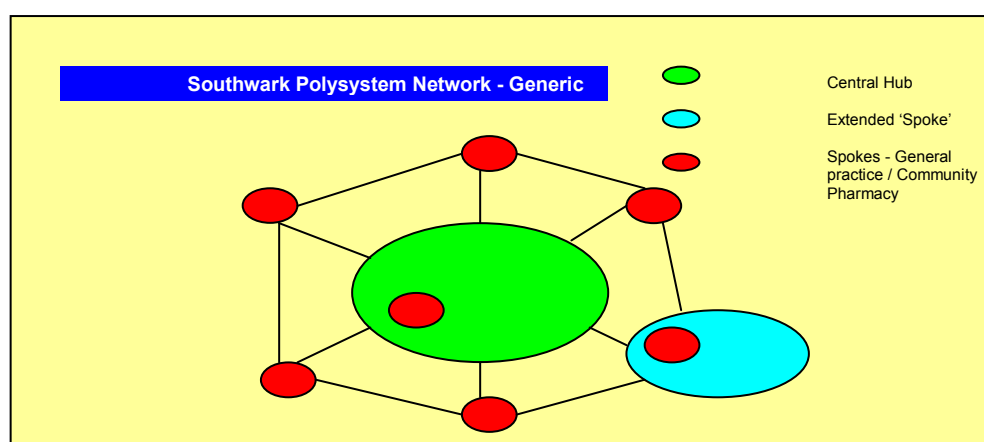 Southwark Polysystem Network - Generic
Central Hub
Extended ‘Spoke’
Spokes - General
practice / Community
Pharmacy